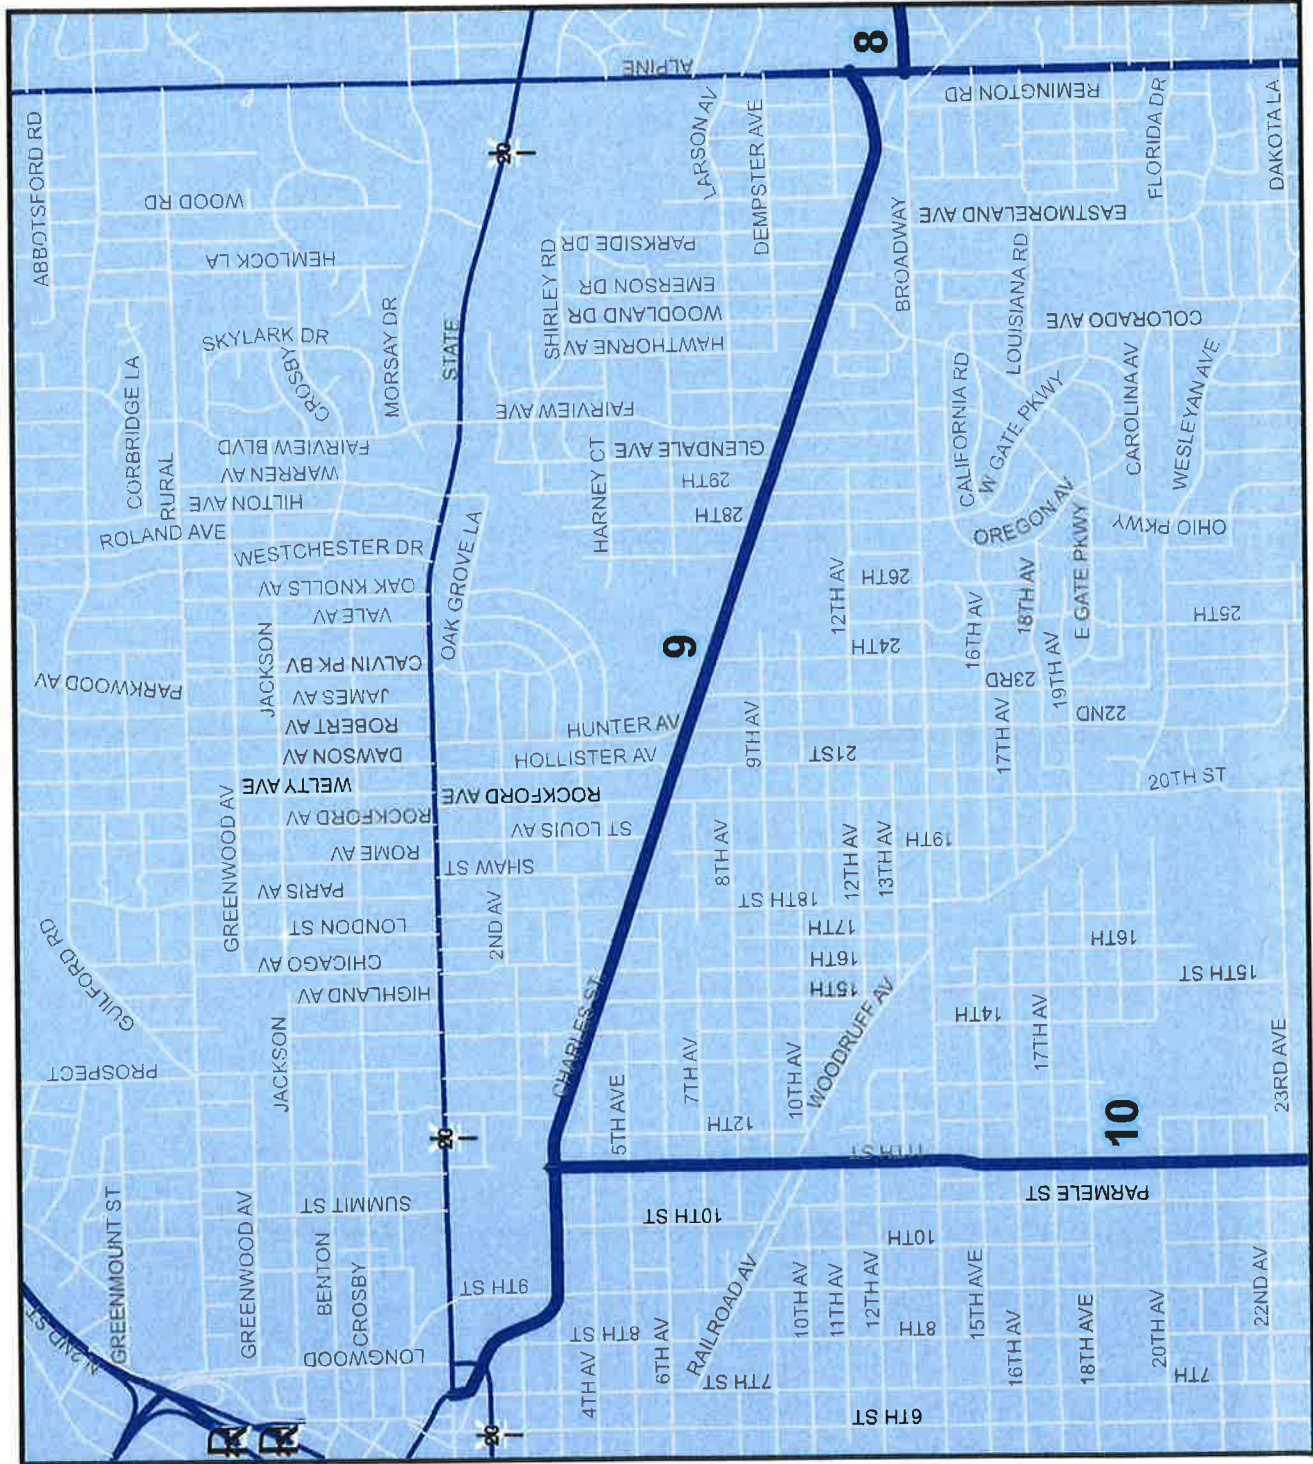 ABBOTSFORD RD
ALPINE
8
WOOD RD
HEMLOCK LA
SKYLARK DR
CROSBY
MORSAY DR
STATE
20
SHIRLEY RD
PARKSIDE DR
EMERSON DR
WOODLAND DR
HAWTHORNE AV
LARSON AV
DEMPSTER AVE
BROADWAY
REMINGTON RD
EASTMORELAND AVE
FLORIDA DR
DAKOTA LA
LOUISIANA RD
COLORADO AVE
CORBRIDGE LA
RURAL
FAIRVIEW BLVD
WARREN AV
HILTON AVE
ROLAND AVE
WESTCHESTER DR
OAK KNOLLS AV
VALE AV
FAIRVIEW AVE
GLENDALE AVE
HARNEY CT
29TH
28TH
CALIFORNIA RD
W GATE PKWY
OREGON AV
CAROLINA AV
WESLEYAN AVE
OHIO PKWY
E GATE PKWY
OAK GROVE LA
JACKSON
CALVIN PK BV
PARKWOOD AV
JAMES AV
ROBERT AV
DAWSON AV
WELTY AVE
9
12TH AV
26TH
24TH
16TH AV
18TH AV
25TH
23RD
19TH AV
22ND
17TH AV
HUNTER AV
HOLLISTER AV
9TH AV
21ST
20TH ST
ROCKFORD AVE
GREENWOOD AV
ROCKFORD AV
ROME AV
PARIS AV
LONDON ST
CHICAGO AV
HIGHLAND AV
ST LOUIS AV
SHAW ST
2ND AV
8TH AV
12TH AV
13TH AV
19TH
18TH ST
17TH
16TH
15TH
16TH
15TH ST
14TH
17TH AV
GUILFORD RD
PROSPECT
JACKSON
CHARLES ST
5TH AVE
7TH AV
12TH
10TH AV
WOODRUFF AV
23RD AVE
10
20
11TH ST
PARMELE ST
GREENMOUNT ST
SUMMIT ST
GREENWOOD AV
BENTON
CROSBY
LONGWOOD
N 2ND ST
9TH ST
10TH ST
10TH
RAILROAD AV
8TH ST
4TH AV
6TH AV
7TH ST
10TH AV
11TH AV
12TH AV
8TH
15TH AVE
16TH AV
18TH AVE
20TH AV
22ND AV
7TH
6TH ST
20